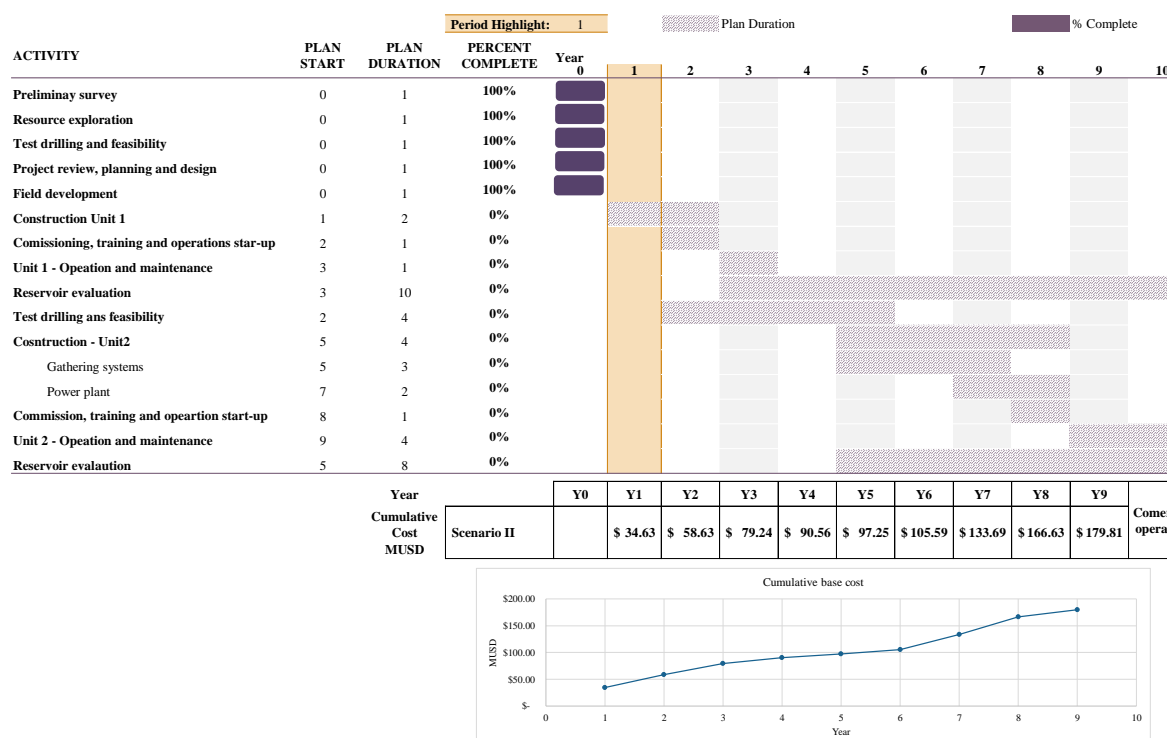 Period Highlight: 1 Plan Duration % Complete
ACTIVITY PLAN START PLAN DURATION PERCENT COMPLETE Year
0 1 2 3 4 5 6 7 8 9 10
Preliminay survey 0 1 100%
Resource exploration 0 1 100%
Test drilling and feasibility 0 1 100%
Project review, planning and design 0 1 100%
Field development 0 1 100%
Construction Unit 1 1 2 0%
Comissioning, training and operations star-up 2 1 0%
Unit 1 - Opeation and maintenance 3 1 0%
Reservoir evaluation 3 10 0%
Test drilling ans feasibility 2 4 0%
Cosntruction - Unit2 5 4 0%
Gathering systems 5 3 0%
Power plant 7 2 0%
Commission, training and opeartion start-up 8 1 0%
Unit 2 - Opeation and maintenance 9 4 0%
Reservoir evalaution 5 8 0%
Year Y0 Y1 Y2 Y3 Y4 Y5 Y6 Y7 Y8 Y9
Cumulative Cost MUSD Scenario II $ 34.63 $ 58.63 $ 79.24 $ 90.56 $ 97.25 $ 105.59 $ 133.69 $ 166.63 $ 179.81
Cumulative base cost
$200.00
$150.00
$100.00
$50.00
$-
MUSD
0 1 2 3 4 5 6 7 8 9 10
Year